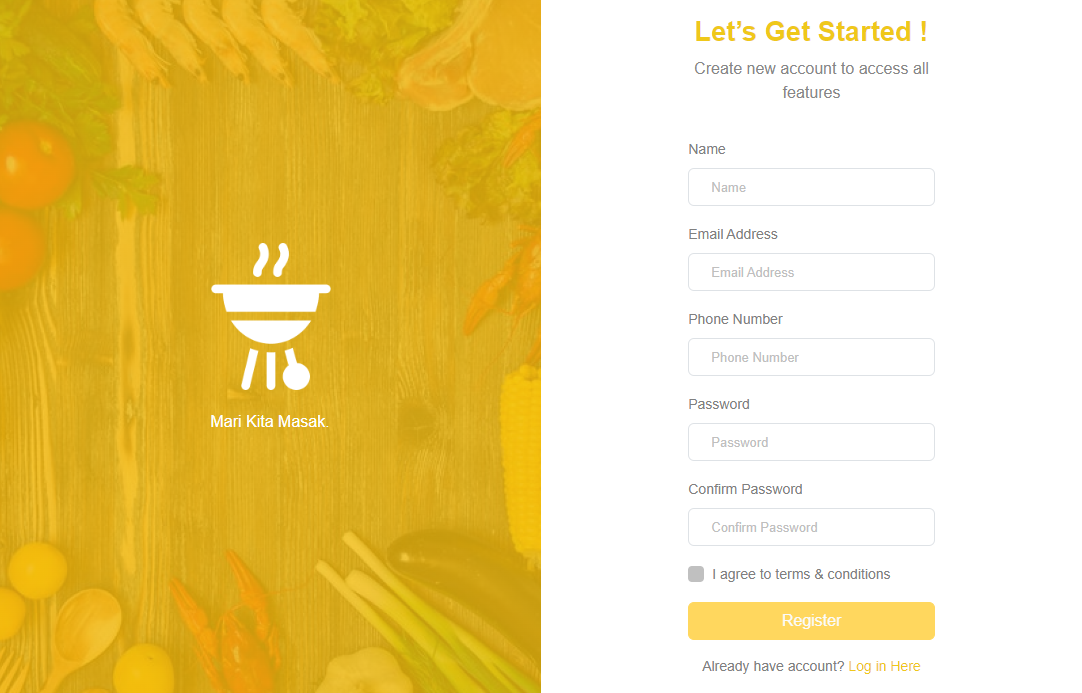 Mari Kita Masak.
Let’s Get Started !
Create new account to access all
features
Name
Name
Email Address
Email Address
Phone Number
Phone Number
Password
Password
Confirm Password
Confirm Password
I agree to terms & conditions
Register
Already have account? Log in Here